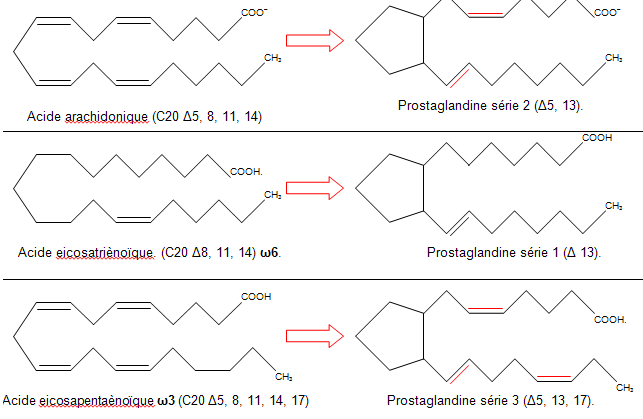 COO⁻
COO⁻
CH₃
CH₃
Acide arachidonique (C20 Δ5, 8, 11, 14)
Prostaglandine série 2 (Δ5, 13).
COOH.
COOH
CH₃
CH₃
Acide eicosatriènoïque. (C20 Δ8, 11, 14) ω6.
Prostaglandine série 1 (Δ 13).
COOH
COOH.
CH₃
CH₃
Acide eicosapentaènoïque ω3 (C20 Δ5, 8, 11, 14, 17)
Prostaglandine série 3 (Δ5, 13, 17).